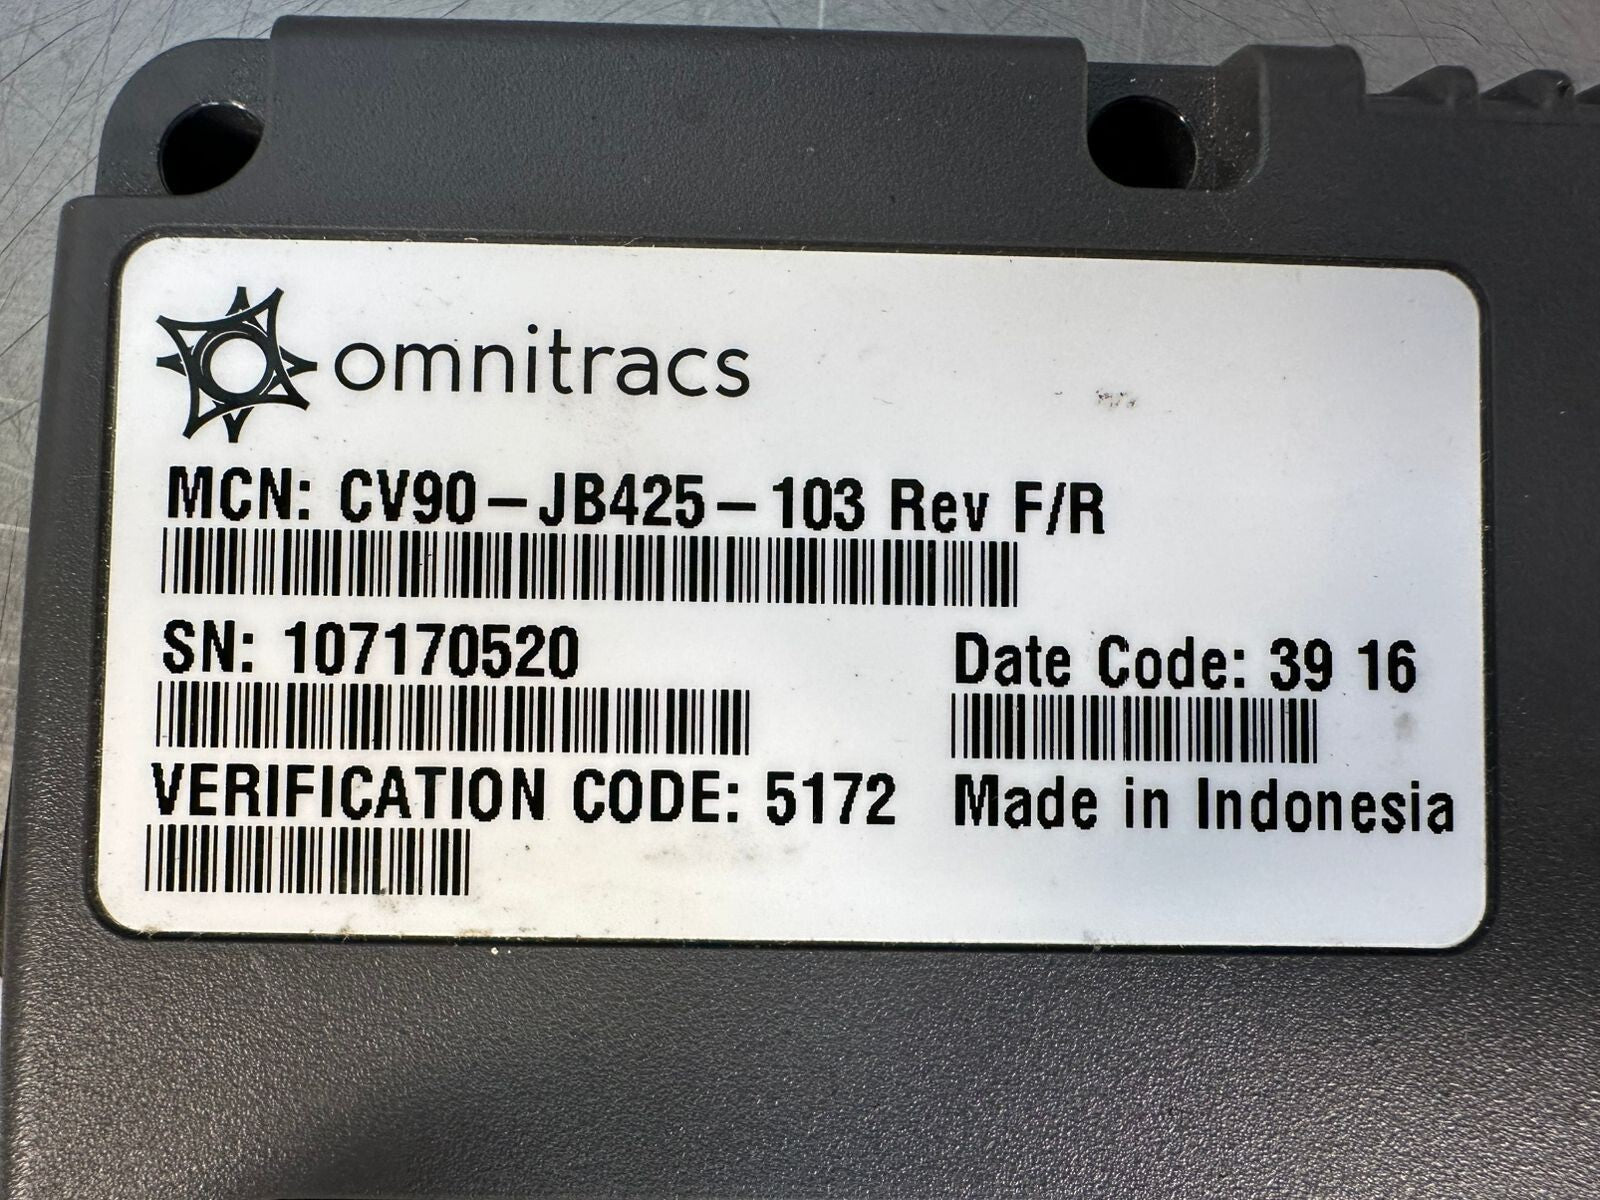 omnitracs
MCN: CV90-JB425-103 Rev F/R
SN: 107170520
Date Code: 39 16
VERIFICATION CODE: 5172
Made in Indonesia